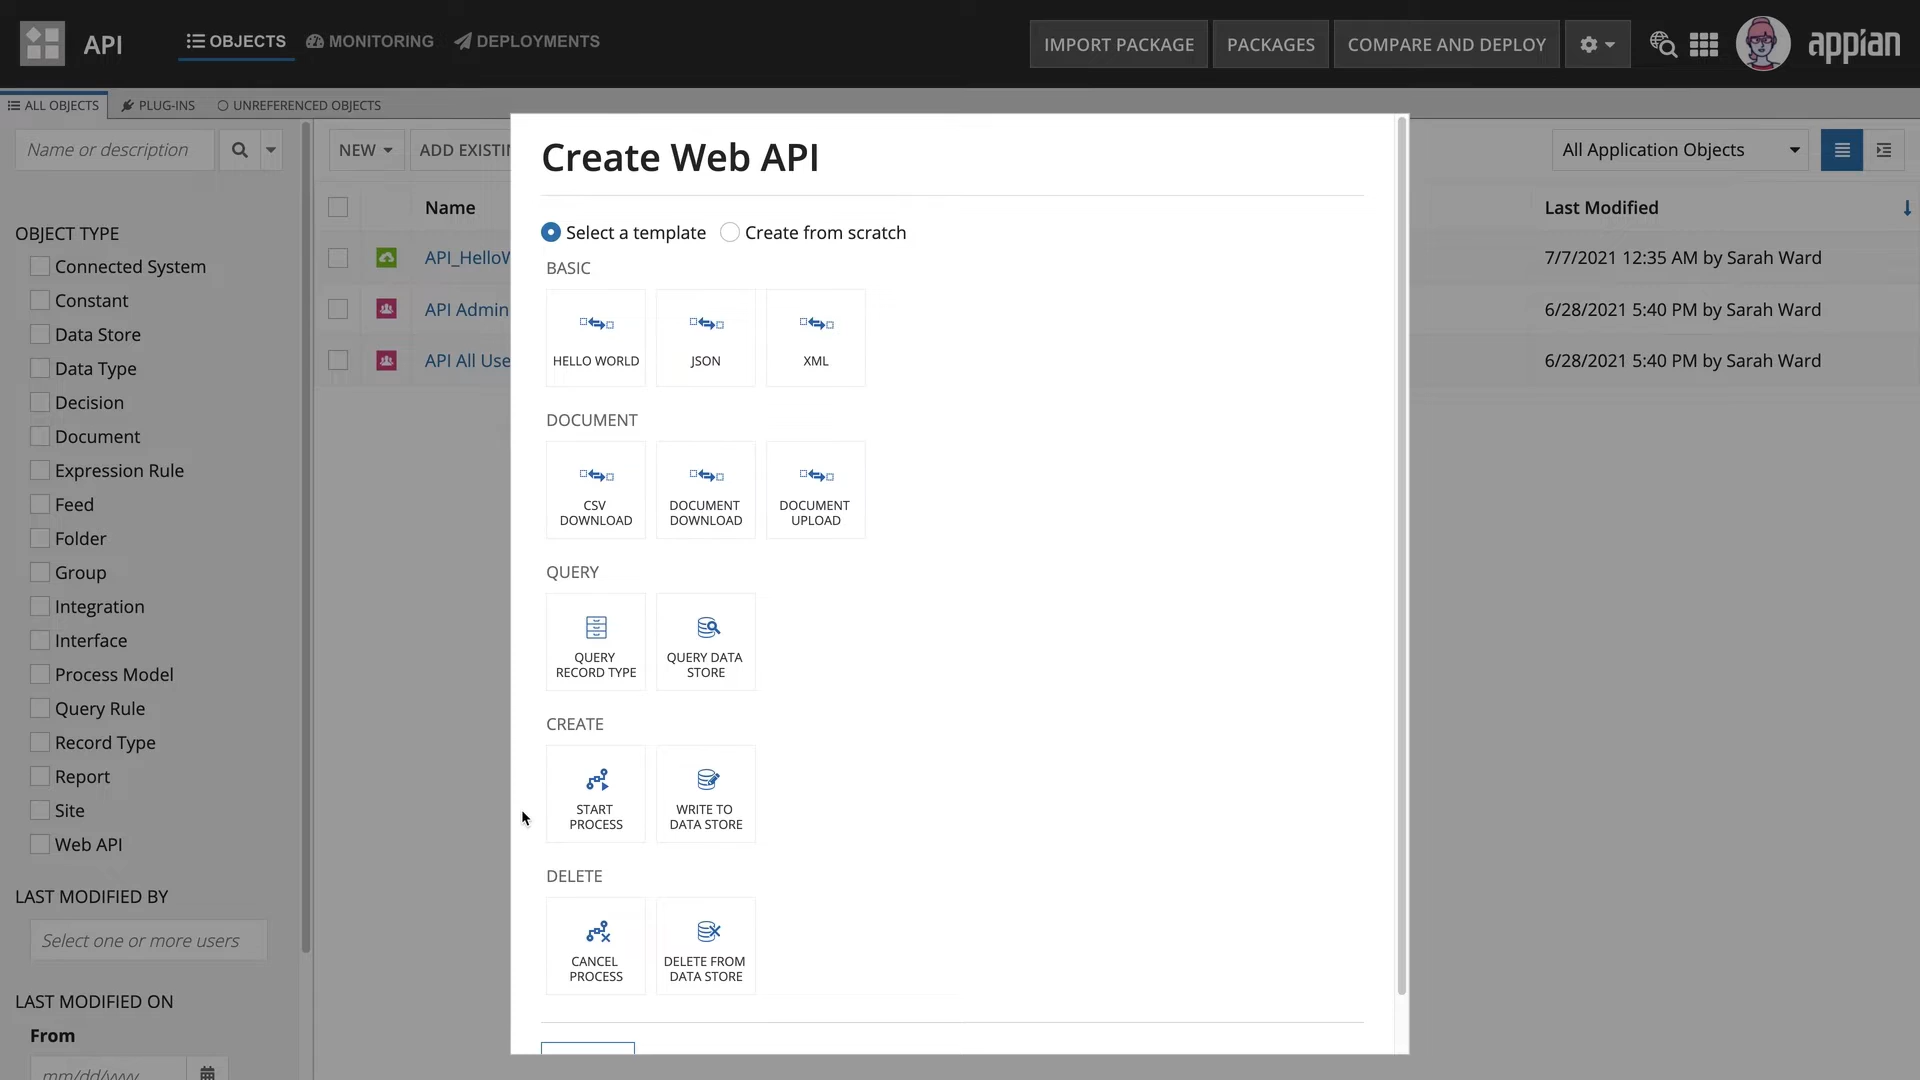 API
OBJECTS
MONITORING
DEPLOYMENTS
IMPORT PACKAGE
PACKAGES
COMPARE AND DEPLOY
appian
ALL OBJECTS
PLUG-INS
UNREFERENCED OBJECTS
Name or description
NEW
ADD EXISTIN
All Application Objects
Name
Last Modified
API_HelloW
7/7/2021 12:35 AM by Sarah Ward
API Admin
6/28/2021 5:40 PM by Sarah Ward
API All Use
6/28/2021 5:40 PM by Sarah Ward
OBJECT TYPE
Connected System
Constant
Data Store
Data Type
Decision
Document
Expression Rule
Feed
Folder
Group
Integration
Interface
Process Model
Query Rule
Record Type
Report
Site
Web API
LAST MODIFIED BY
Select one or more users
LAST MODIFIED ON
From
mm/dd/yyyy
Create Web API
Select a template
Create from scratch
BASIC
HELLO WORLD
JSON
XML
DOCUMENT
CSV
DOWNLOAD
DOCUMENT
DOWNLOAD
DOCUMENT
UPLOAD
QUERY
QUERY
RECORD TYPE
QUERY DATA
STORE
CREATE
START
PROCESS
WRITE TO
DATA STORE
DELETE
CANCEL
PROCESS
DELETE FROM
DATA STORE